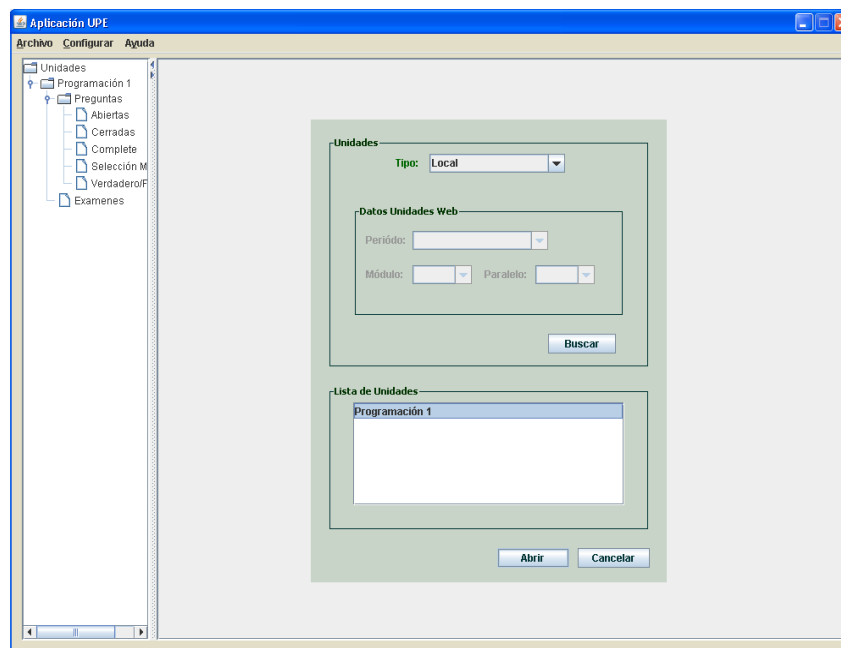 Aplicación UPE
Archivo Configurar Ayuda
Unidades
Programación 1
Preguntas
Abiertas
Cerradas
Complete
Selección M
Verdadero/F
Examenes
Unidades
Tipo: Local
Datos Unidades Web
Periódo:
Módulo: Paralelo:
Buscar
Lista de Unidades
Programación 1
Abrir Cancelar